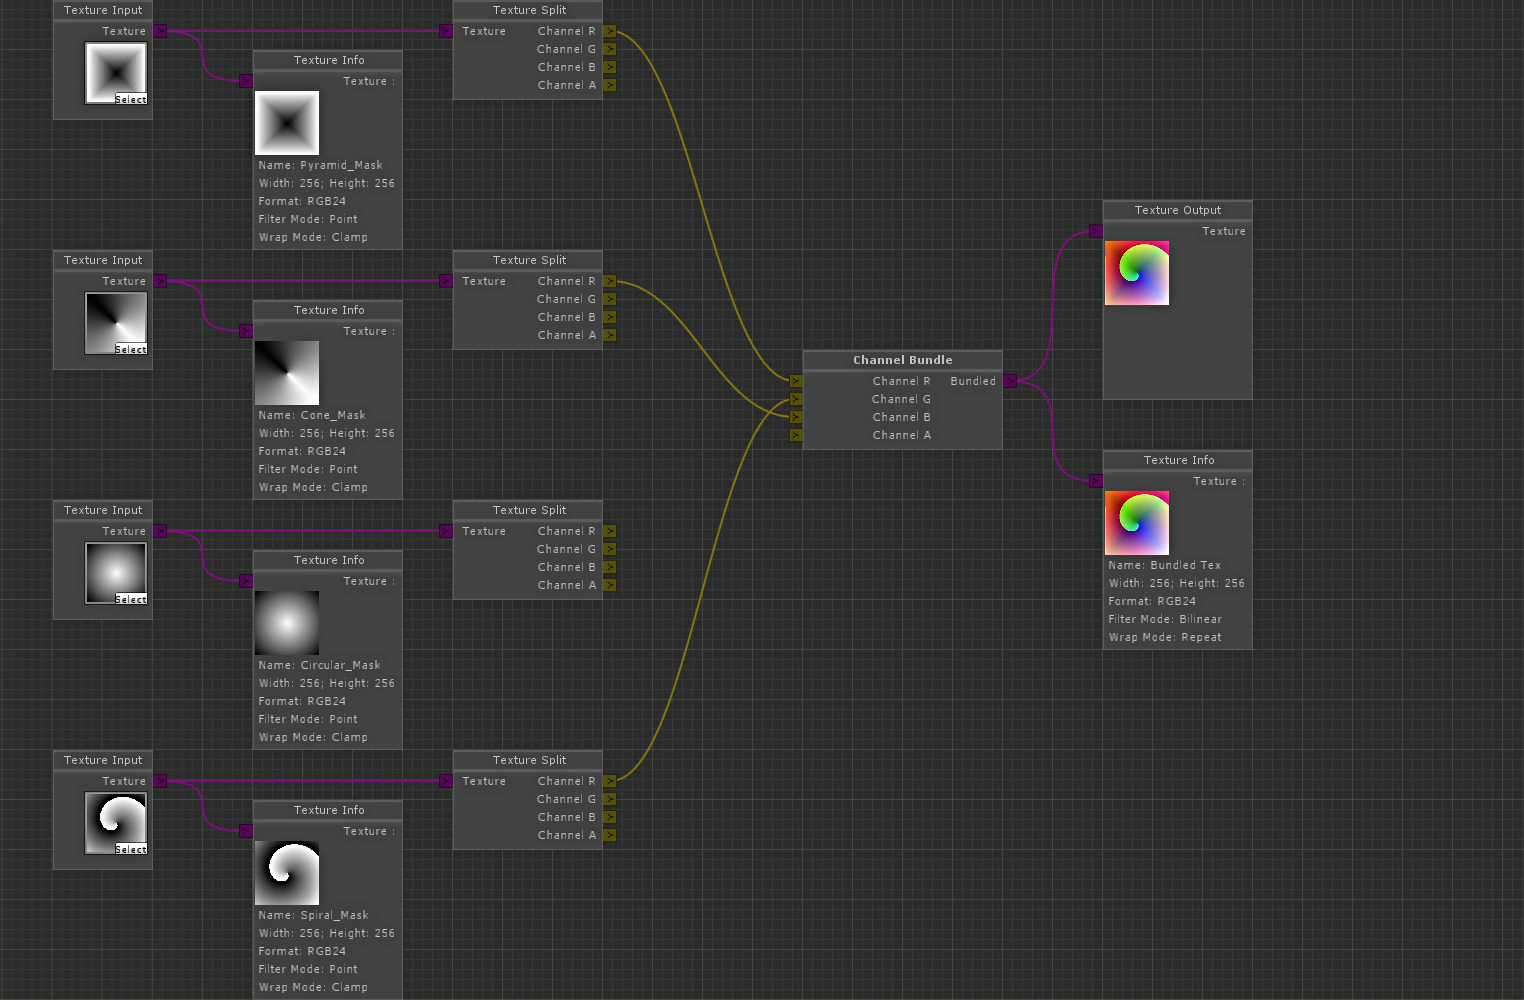 Texture Input
Texture
Select
Texture Info
Texture :
Name: Pyramid_Mask
Width: 256; Height: 256
Format: RGB24
Filter Mode: Point
Wrap Mode: Clamp
Texture Split
Texture Channel R
Channel G
Channel B
Channel A
Texture Input
Texture
Select
Texture Info
Texture :
Name: Cone_Mask
Width: 256; Height: 256
Format: RGB24
Filter Mode: Point
Wrap Mode: Clamp
Texture Split
Texture Channel R
Channel G
Channel B
Channel A
Texture Input
Texture
Select
Texture Info
Texture :
Name: Circular_Mask
Width: 256; Height: 256
Format: RGB24
Filter Mode: Point
Wrap Mode: Clamp
Texture Split
Texture Channel R
Channel G
Channel B
Channel A
Texture Input
Texture
Select
Texture Info
Texture :
Name: Spiral_Mask
Width: 256; Height: 256
Format: RGB24
Filter Mode: Point
Wrap Mode: Clamp
Texture Split
Texture Channel R
Channel G
Channel B
Channel A
Channel Bundle
Channel R Bundled
Channel G
Channel B
Channel A
Texture Output
Texture
Texture Info
Texture :
Name: Bundled Tex
Width: 256; Height: 256
Format: RGB24
Filter Mode: Bilinear
Wrap Mode: Repeat